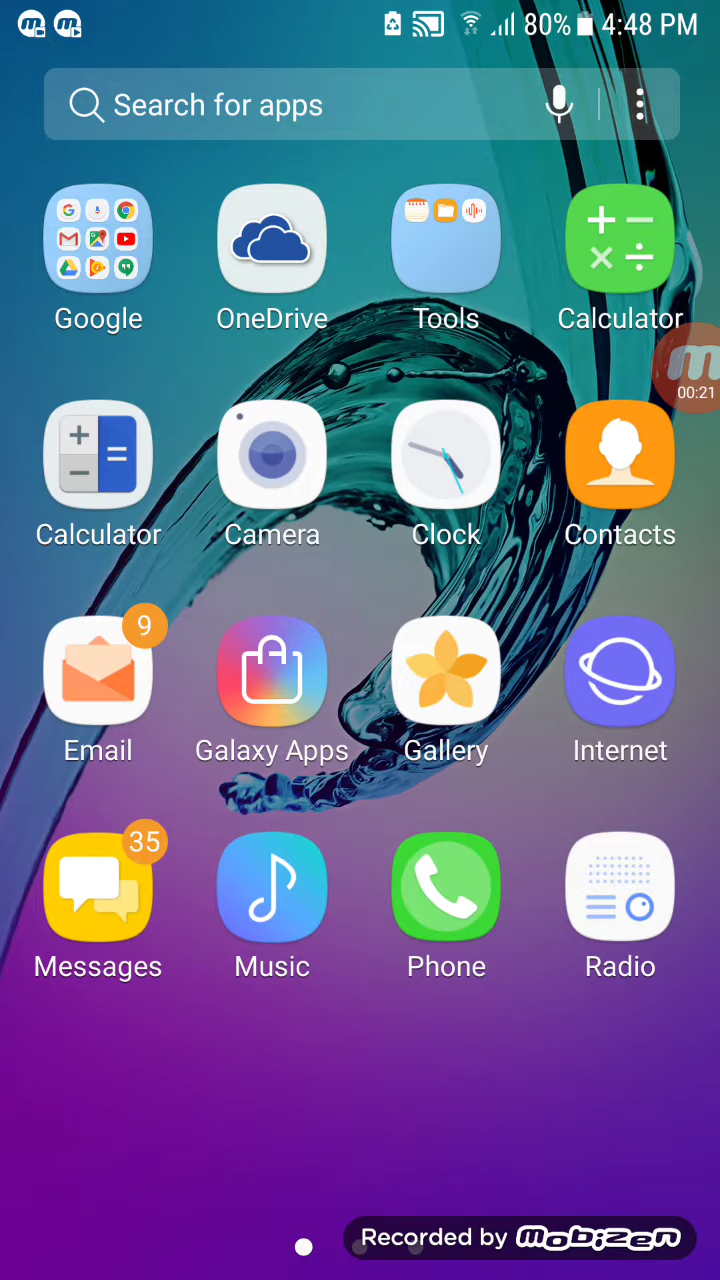 80% 4:48 PM
Search for apps
Google OneDrive Tools Calculator
00:21
Calculator Camera Clock Contacts
9
Email Galaxy Apps Gallery Internet
35
Messages Music Phone Radio
Recorded by mobizen